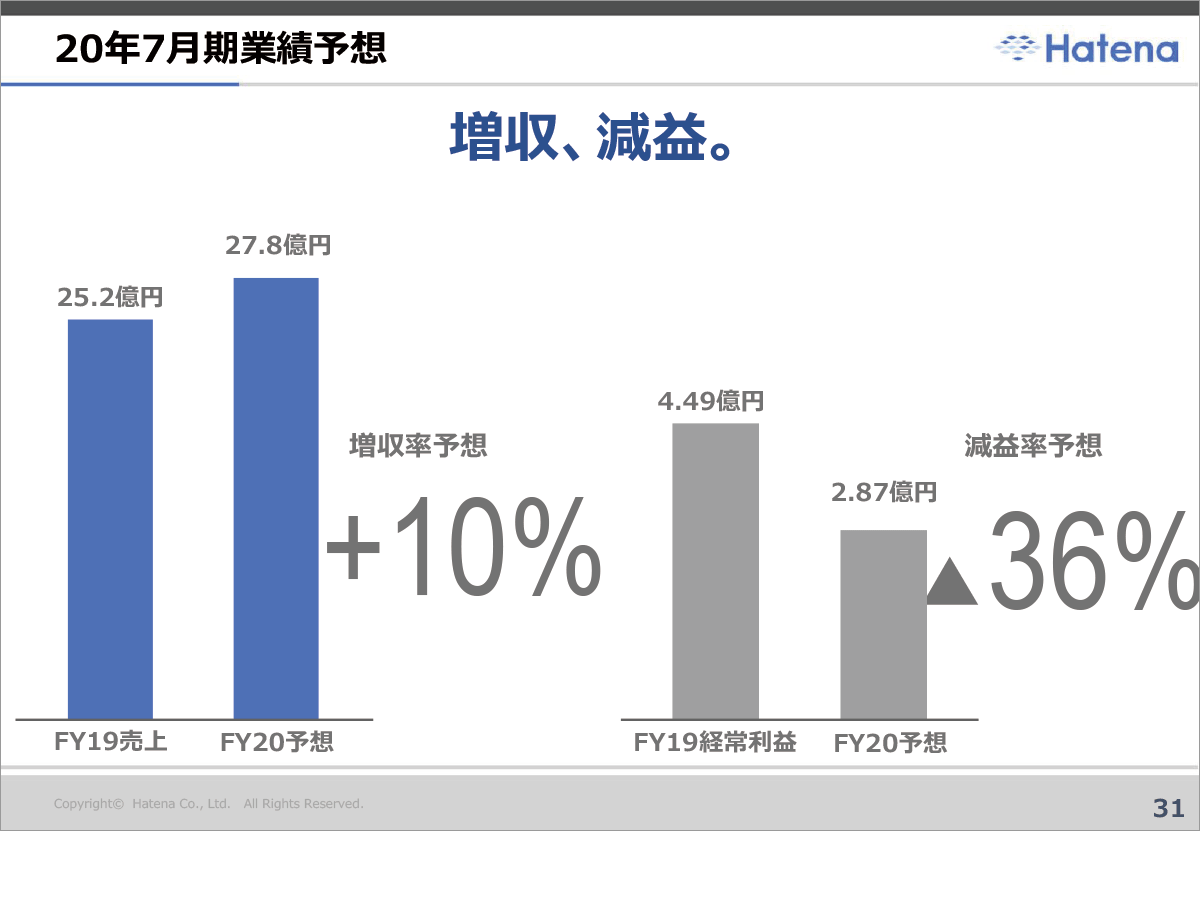 20年7月期業績予想
Hatena
増収、減益。
25.2億円
27.8億円
増収率予想
+10%
FY19売上
FY20予想
4.49億円
2.87億円
減益率予想
▲36%
FY19経常利益
FY20予想
Copyright© Hatena Co., Ltd. All Rights Reserved.
31